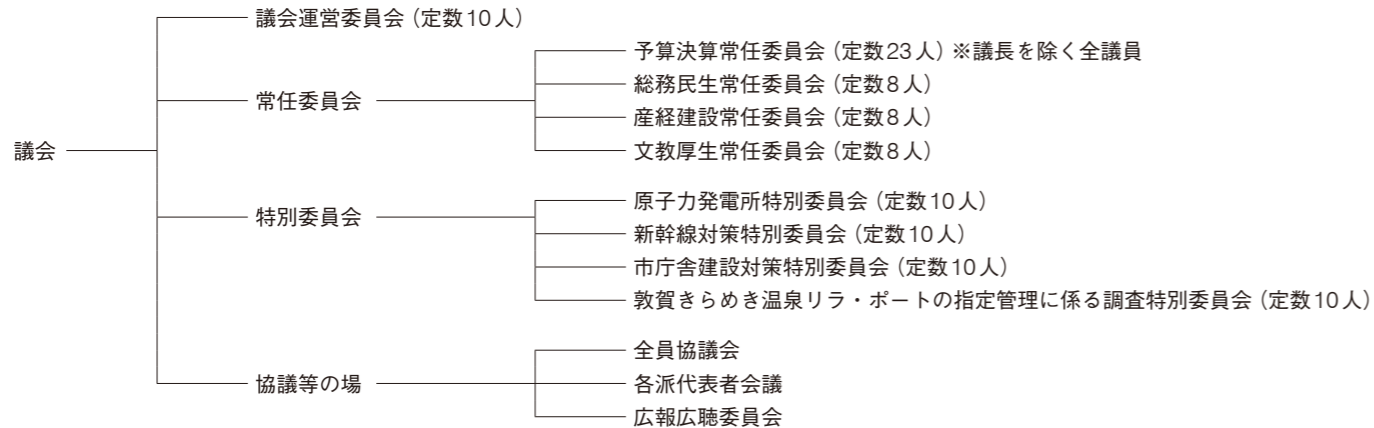 議会運営委員会（定数10人）
予算決算常任委員会（定数23人）※議長を除く全議員
総務民生常任委員会（定数8人）
常任委員会
産経建設常任委員会（定数8人）
文教厚生常任委員会（定数8人）
議会
原子力発電所特別委員会（定数10人）
特別委員会
新幹線対策特別委員会（定数10人）
市庁舎建設対策特別委員会（定数10人）
敦賀きらめき温泉リラ・ポートの指定管理に係る調査特別委員会（定数10人）
全員協議会
協議等の場
各派代表者会議
広報広聴委員会